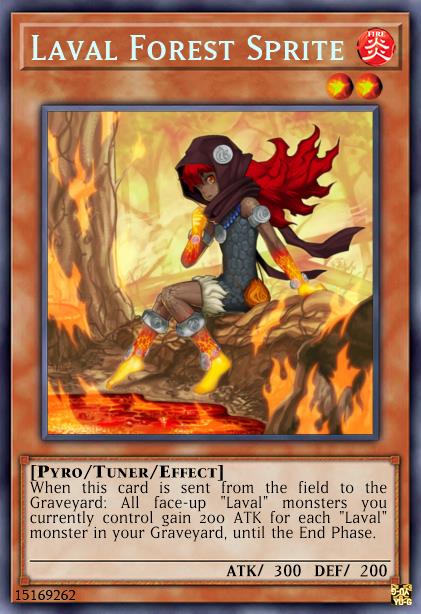 Laval Forest Sprite
FIRE
炎
[Pyro/Tuner/Effect]
When this card is sent from the field to the
Graveyard: All face-up "Laval" monsters you
currently control gain 200 ATK for each "Laval"
monster in your Graveyard, until the End Phase.
ATK/ 300 DEF/ 200
15169262